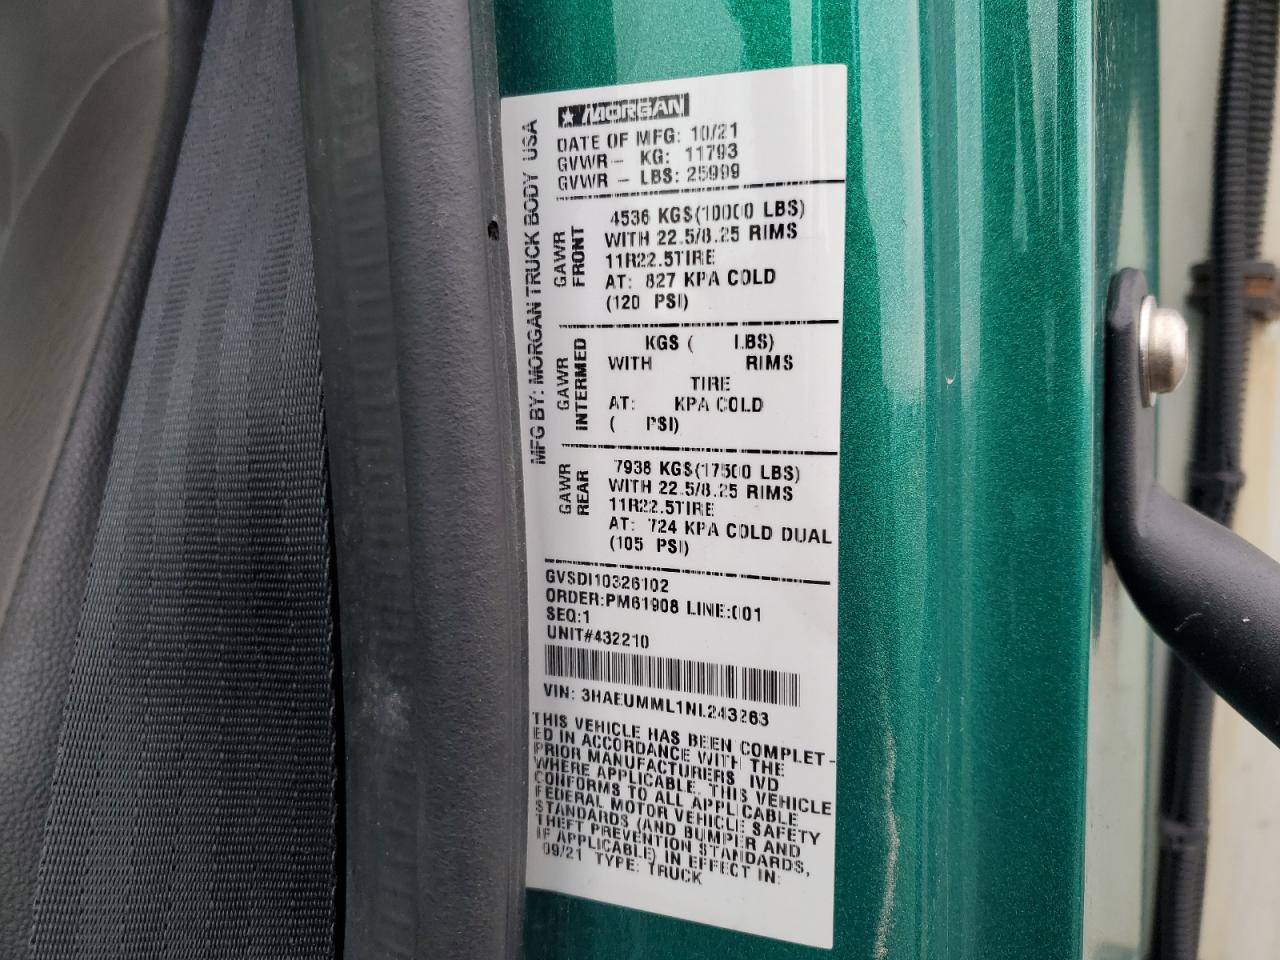 ★ MORGAN
MFG BY: MORGAN TRUCK BODY USA
DATE OF MFG: 10/21
GVWR - KG: 11793
GVWR - LBS: 25999
GAWR FRONT
4536 KGS(10000 LBS)
WITH 22.5/8.25 RIMS
11R22.5TIRE
AT: 827 KPA COLD
(120 PSI)
GAWR INTERMED
KGS ( LBS)
WITH RIMS
TIRE
AT: KPA COLD
( PSI)
GAWR REAR
7938 KGS(17500 LBS)
WITH 22.5/8.25 RIMS
11R22.5TIRE
AT: 724 KPA COLD DUAL
(105 PSI)
GVSDI10326102
ORDER:PM61908 LINE:001
SEQ:1
UNIT#432210
VIN: 3HAEUMML1NL243263
THIS VEHICLE HAS BEEN COMPLET-
ED IN ACCORDANCE WITH THE
PRIOR MANUFACTURERS IVD
WHERE APPLICABLE. THIS VEHICLE
CONFORMS TO ALL APPLICABLE
FEDERAL MOTOR VEHICLE SAFETY
STANDARDS (AND BUMPER AND
THEFT PREVENTION STANDARDS,
IF APPLICABLE) IN EFFECT IN:
09/21 TYPE: TRUCK